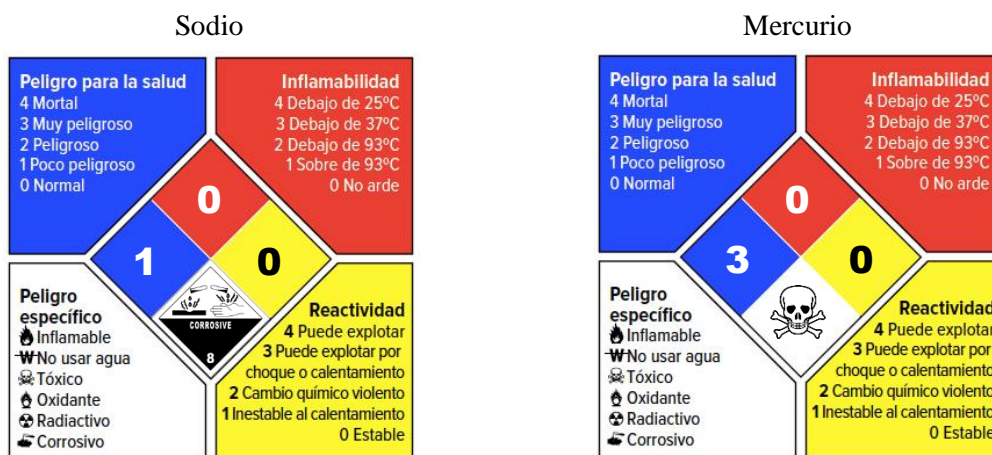 Sodio
Peligro para la salud
4 Mortal
3 Muy peligroso
2 Peligroso
1 Poco peligroso
0 Normal
Inflamabilidad
4 Debajo de 25ºC
3 Debajo de 37ºC
2 Debajo de 93ºC
1 Sobre de 93ºC
0 No arde
0
1
0
CORROSIVE
8
Peligro
específico
Inflamable
W No usar agua
Tóxico
Oxidante
Radiactivo
Corrosivo
Reactividad
4 Puede explotar
3 Puede explotar por
choque o calentamiento
2 Cambio químico violento
1 Inestable al calentamiento
0 Estable
Mercurio
Peligro para la salud
4 Mortal
3 Muy peligroso
2 Peligroso
1 Poco peligroso
0 Normal
Inflamabilidad
4 Debajo de 25ºC
3 Debajo de 37ºC
2 Debajo de 93ºC
1 Sobre de 93ºC
0 No arde
0
3
0
Peligro
específico
Inflamable
W No usar agua
Tóxico
Oxidante
Radiactivo
Corrosivo
Reactividad
4 Puede explotar
3 Puede explotar por
choque o calentamiento
2 Cambio químico violento
1 Inestable al calentamiento
0 Estable